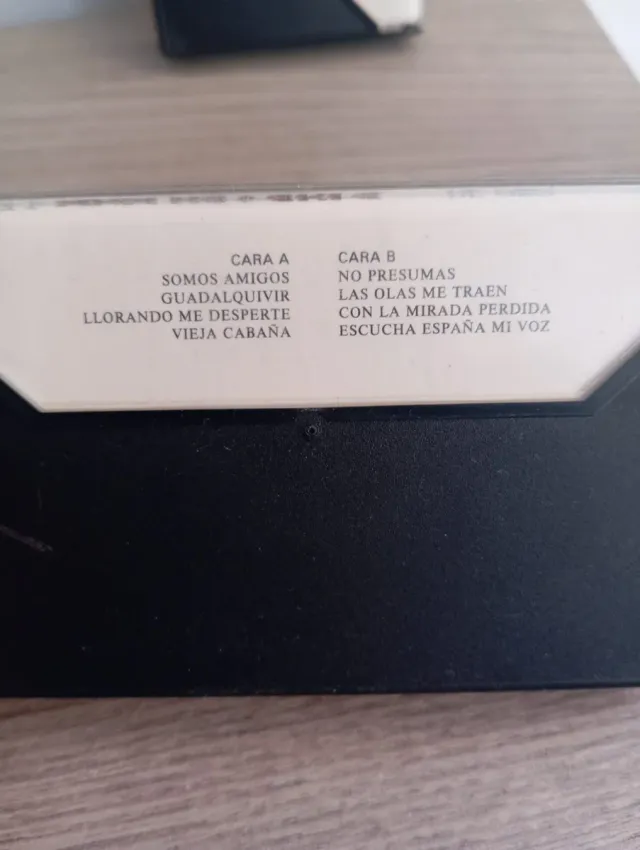 CARA A
SOMOS AMIGOS
GUADALQUIVIR
LLORANDO ME DESPERTE
VIEJA CABAÑA
CARA B
NO PRESUMAS
LAS OLAS ME TRAEN
CON LA MIRADA PERDIDA
ESCUCHA ESPAÑA MI VOZ